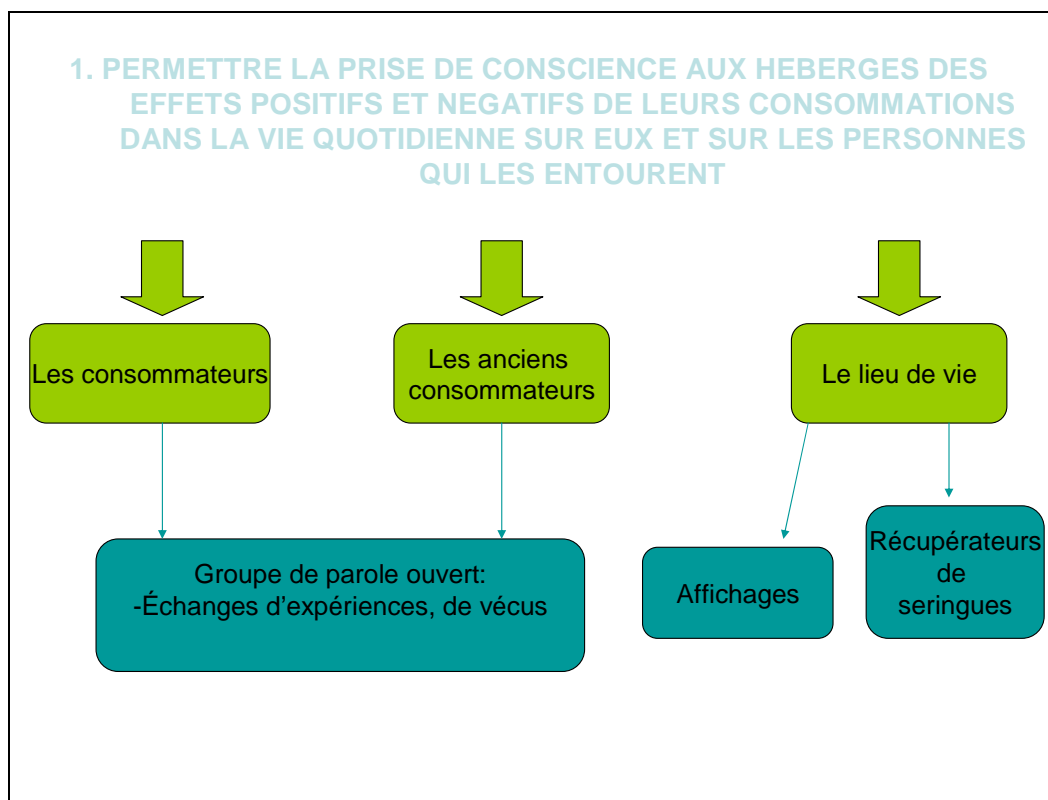 1. PERMETTRE LA PRISE DE CONSCIENCE AUX HEBERGES DES
EFFETS POSITIFS ET NEGATIFS DE LEURS CONSOMMATIONS
DANS LA VIE QUOTIDIENNE SUR EUX ET SUR LES PERSONNES
QUI LES ENTOURENT
Les consommateurs
Les anciens
consommateurs
Le lieu de vie
Groupe de parole ouvert:
-Échanges d'expériences, de vécus
Affichages
Récupérateurs
de
seringues